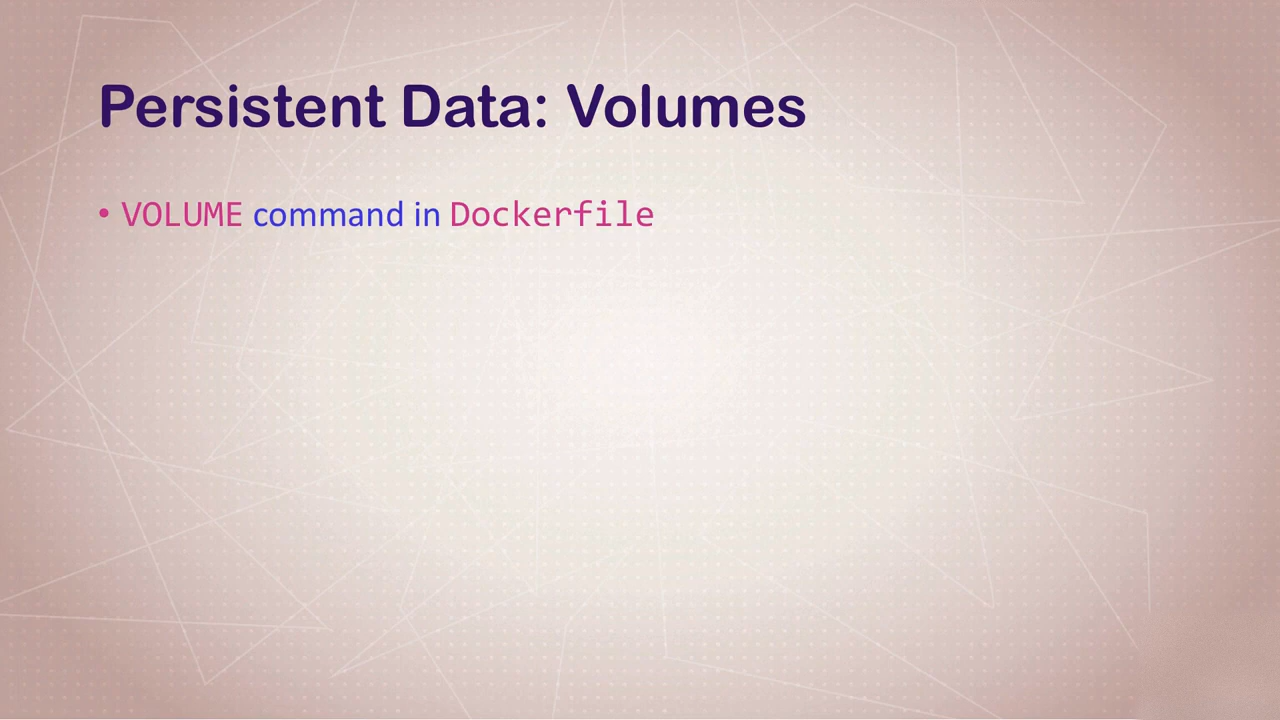 Persistent Data: Volumes
• VOLUME command in Dockerfile